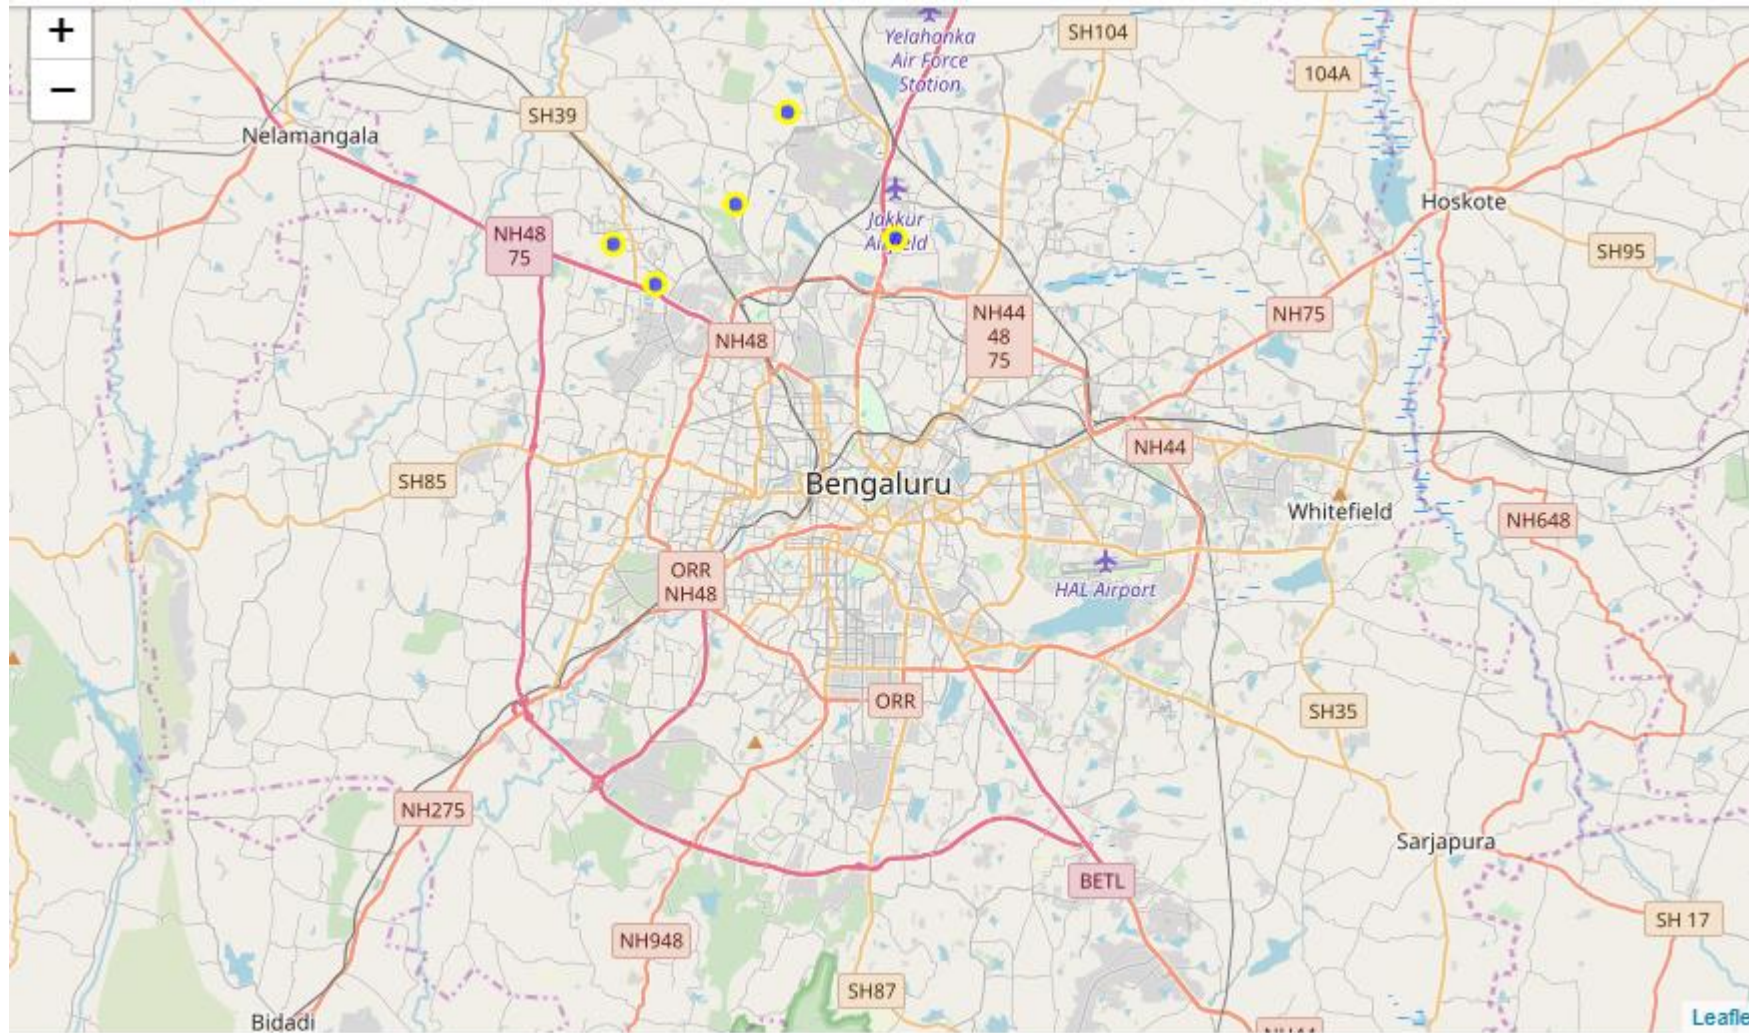 +
−
Yelahanka
Air Force
Station
SH104
104A
SH39
Nelamangala
Hoskote
Jakkur
Airfield
NH48
75
SH95
NH44
48
75
NH75
NH48
NH44
SH85
Bengaluru
Whitefield
NH648
ORR
NH48
HAL Airport
ORR
SH35
NH275
Sarjapura
BETL
SH 17
NH948
SH87
Bidadi
NH44
Leafle